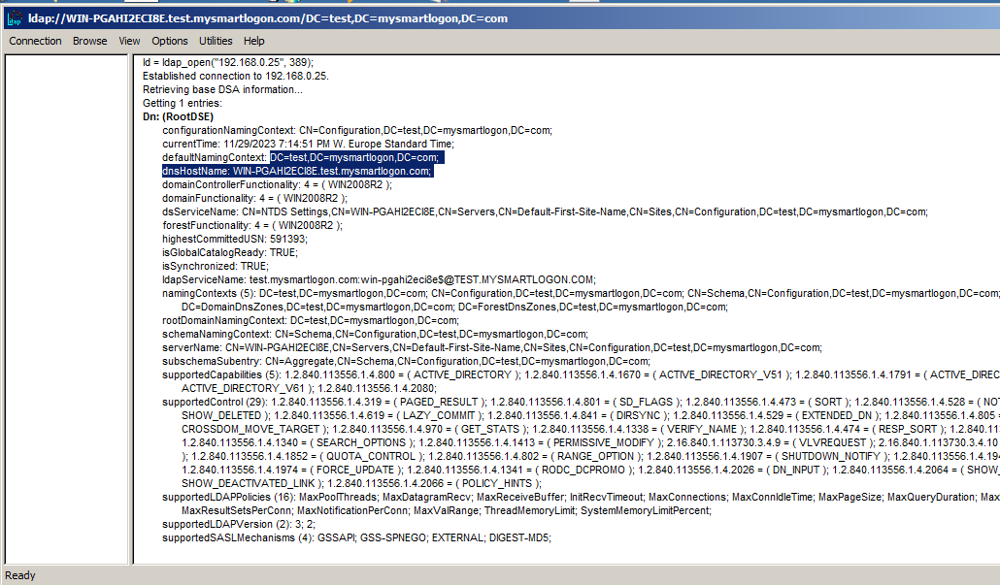 ldap://WIN-PGAHI2ECI8E.test.mysmartlogon.com/DC=test,DC=mysmartlogon,DC=com
Connection Browse View Options Utilities Help
ld = ldap_open("192.168.0.25", 389);
Established connection to 192.168.0.25.
Retrieving base DSA information...
Getting 1 entries:
Dn: (RootDSE)
configurationNamingContext: CN=Configuration,DC=test,DC=mysmartlogon,DC=com;
currentTime: 11/29/2023 7:14:51 PM W. Europe Standard Time;
defaultNamingContext: DC=test,DC=mysmartlogon,DC=com;
dnsHostName: WIN-PGAHI2ECI8E.test.mysmartlogon.com;
domainControllerFunctionality: 4 = ( WIN2008R2 );
domainFunctionality: 4 = ( WIN2008R2 );
dsServiceName: CN=NTDS Settings,CN=WIN-PGAHI2ECI8E,CN=Servers,CN=Default-First-Site-Name,CN=Sites,CN=Configuration,DC=test,DC=mysmartlogon,DC=com;
forestFunctionality: 4 = ( WIN2008R2 );
highestCommittedUSN: 591393;
isGlobalCatalogReady: TRUE;
isSynchronized: TRUE;
ldapServiceName: test.mysmartlogon.com:win-pgahi2eci8e$@TEST.MYSMARTLOGON.COM;
namingContexts (5): DC=test,DC=mysmartlogon,DC=com; CN=Configuration,DC=test,DC=mysmartlogon,DC=com; CN=Schema,CN=Configuration,DC=test,DC=mysmartlogon,DC=com;
DC=DomainDnsZones,DC=test,DC=mysmartlogon,DC=com; DC=ForestDnsZones,DC=test,DC=mysmartlogon,DC=com;
rootDomainNamingContext: DC=test,DC=mysmartlogon,DC=com;
schemaNamingContext: CN=Schema,CN=Configuration,DC=test,DC=mysmartlogon,DC=com;
serverName: CN=WIN-PGAHI2ECI8E,CN=Servers,CN=Default-First-Site-Name,CN=Sites,CN=Configuration,DC=test,DC=mysmartlogon,DC=com;
subschemaSubentry: CN=Aggregate,CN=Schema,CN=Configuration,DC=test,DC=mysmartlogon,DC=com;
supportedCapabilities (5): 1.2.840.113556.1.4.800 = ( ACTIVE_DIRECTORY ); 1.2.840.113556.1.4.1670 = ( ACTIVE_DIRECTORY_V51 ); 1.2.840.113556.1.4.1791 = ( ACTIVE_DIREC
ACTIVE_DIRECTORY_V61 ); 1.2.840.113556.1.4.2080;
supportedControl (29): 1.2.840.113556.1.4.319 = ( PAGED_RESULT ); 1.2.840.113556.1.4.801 = ( SD_FLAGS ); 1.2.840.113556.1.4.473 = ( SORT ); 1.2.840.113556.1.4.528 = ( NOT
SHOW_DELETED ); 1.2.840.113556.1.4.619 = ( LAZY_COMMIT ); 1.2.840.113556.1.4.841 = ( DIRSYNC ); 1.2.840.113556.1.4.529 = ( EXTENDED_DN ); 1.2.840.113556.1.4.805 =
CROSSDOM_MOVE_TARGET ); 1.2.840.113556.1.4.970 = ( GET_STATS ); 1.2.840.113556.1.4.1338 = ( VERIFY_NAME ); 1.2.840.113556.1.4.474 = ( RESP_SORT ); 1.2.840.113
1.2.840.113556.1.4.1340 = ( SEARCH_OPTIONS ); 1.2.840.113556.1.4.1413 = ( PERMISSIVE_MODIFY ); 2.16.840.1.113730.3.4.9 = ( VLVREQUEST ); 2.16.840.1.113730.3.4.10
); 1.2.840.113556.1.4.1852 = ( QUOTA_CONTROL ); 1.2.840.113556.1.4.802 = ( RANGE_OPTION ); 1.2.840.113556.1.4.1907 = ( SHUTDOWN_NOTIFY ); 1.2.840.113556.1.4.194
1.2.840.113556.1.4.1974 = ( FORCE_UPDATE ); 1.2.840.113556.1.4.1341 = ( RODC_DCPROMO ); 1.2.840.113556.1.4.2026 = ( DN_INPUT ); 1.2.840.113556.1.4.2064 = ( SHOW_
SHOW_DEACTIVATED_LINK ); 1.2.840.113556.1.4.2066 = ( POLICY_HINTS );
supportedLDAPPolicies (16): MaxPoolThreads; MaxDatagramRecv; MaxReceiveBuffer; InitRecvTimeout; MaxConnections; MaxConnIdleTime; MaxPageSize; MaxQueryDuration; Max
MaxResultSetsPerConn; MaxNotificationPerConn; MaxValRange; ThreadMemoryLimit; SystemMemoryLimitPercent;
supportedLDAPVersion (2): 3; 2;
supportedSASLMechanisms (4): GSSAPI; GSS-SPNEGO; EXTERNAL; DIGEST-MD5;
Ready